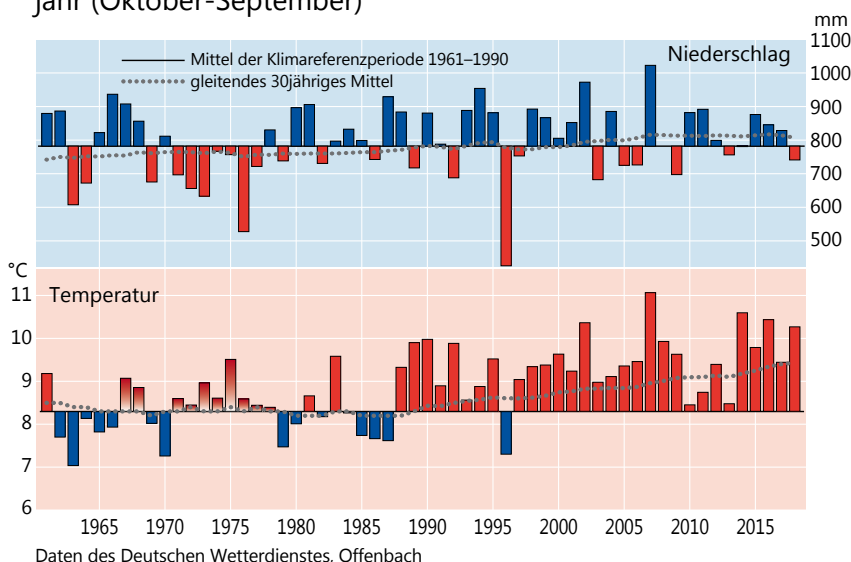 jahr (Oktober-September)
mm
Mittel der Klimareferenzperiode 1961–1990
gleitendes 30jähriges Mittel
Niederschlag
1100
1000
900
800
700
600
500
°C
Temperatur
11
10
9
8
7
6
1965 1970 1975 1980 1985 1990 1995 2000 2005 2010 2015
Daten des Deutschen Wetterdienstes, Offenbach